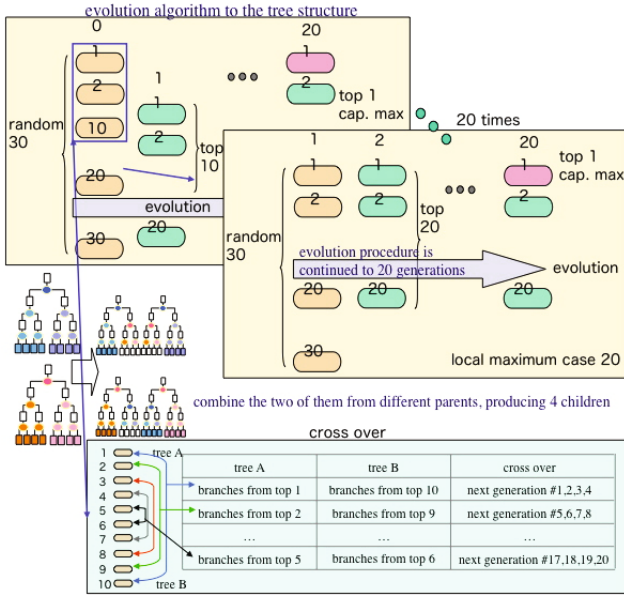 evolution algorithm to the tree structure
0
20
1
1
2
2
1
1
10
2
random
30
top
10
top 1
cap. max
20 times
20
evolution
30
20
1
2
20
1
1
1
2
2
2
top 1
cap. max
random
30
top
20
evolution procedure is
continued to 20 generations
evolution
20
20
20
30
local maximum case 20
combine the two of them from different parents, producing 4 children
cross over
1
2
3
4
5
6
7
8
9
10
tree A
tree B
tree A tree B cross over
branches from top 1 branches from top 10 next generation #1,2,3,4
branches from top 2 branches from top 9 next generation #5,6,7,8
... ... ...
branches from top 5 branches from top 6 next generation #17,18,19,20